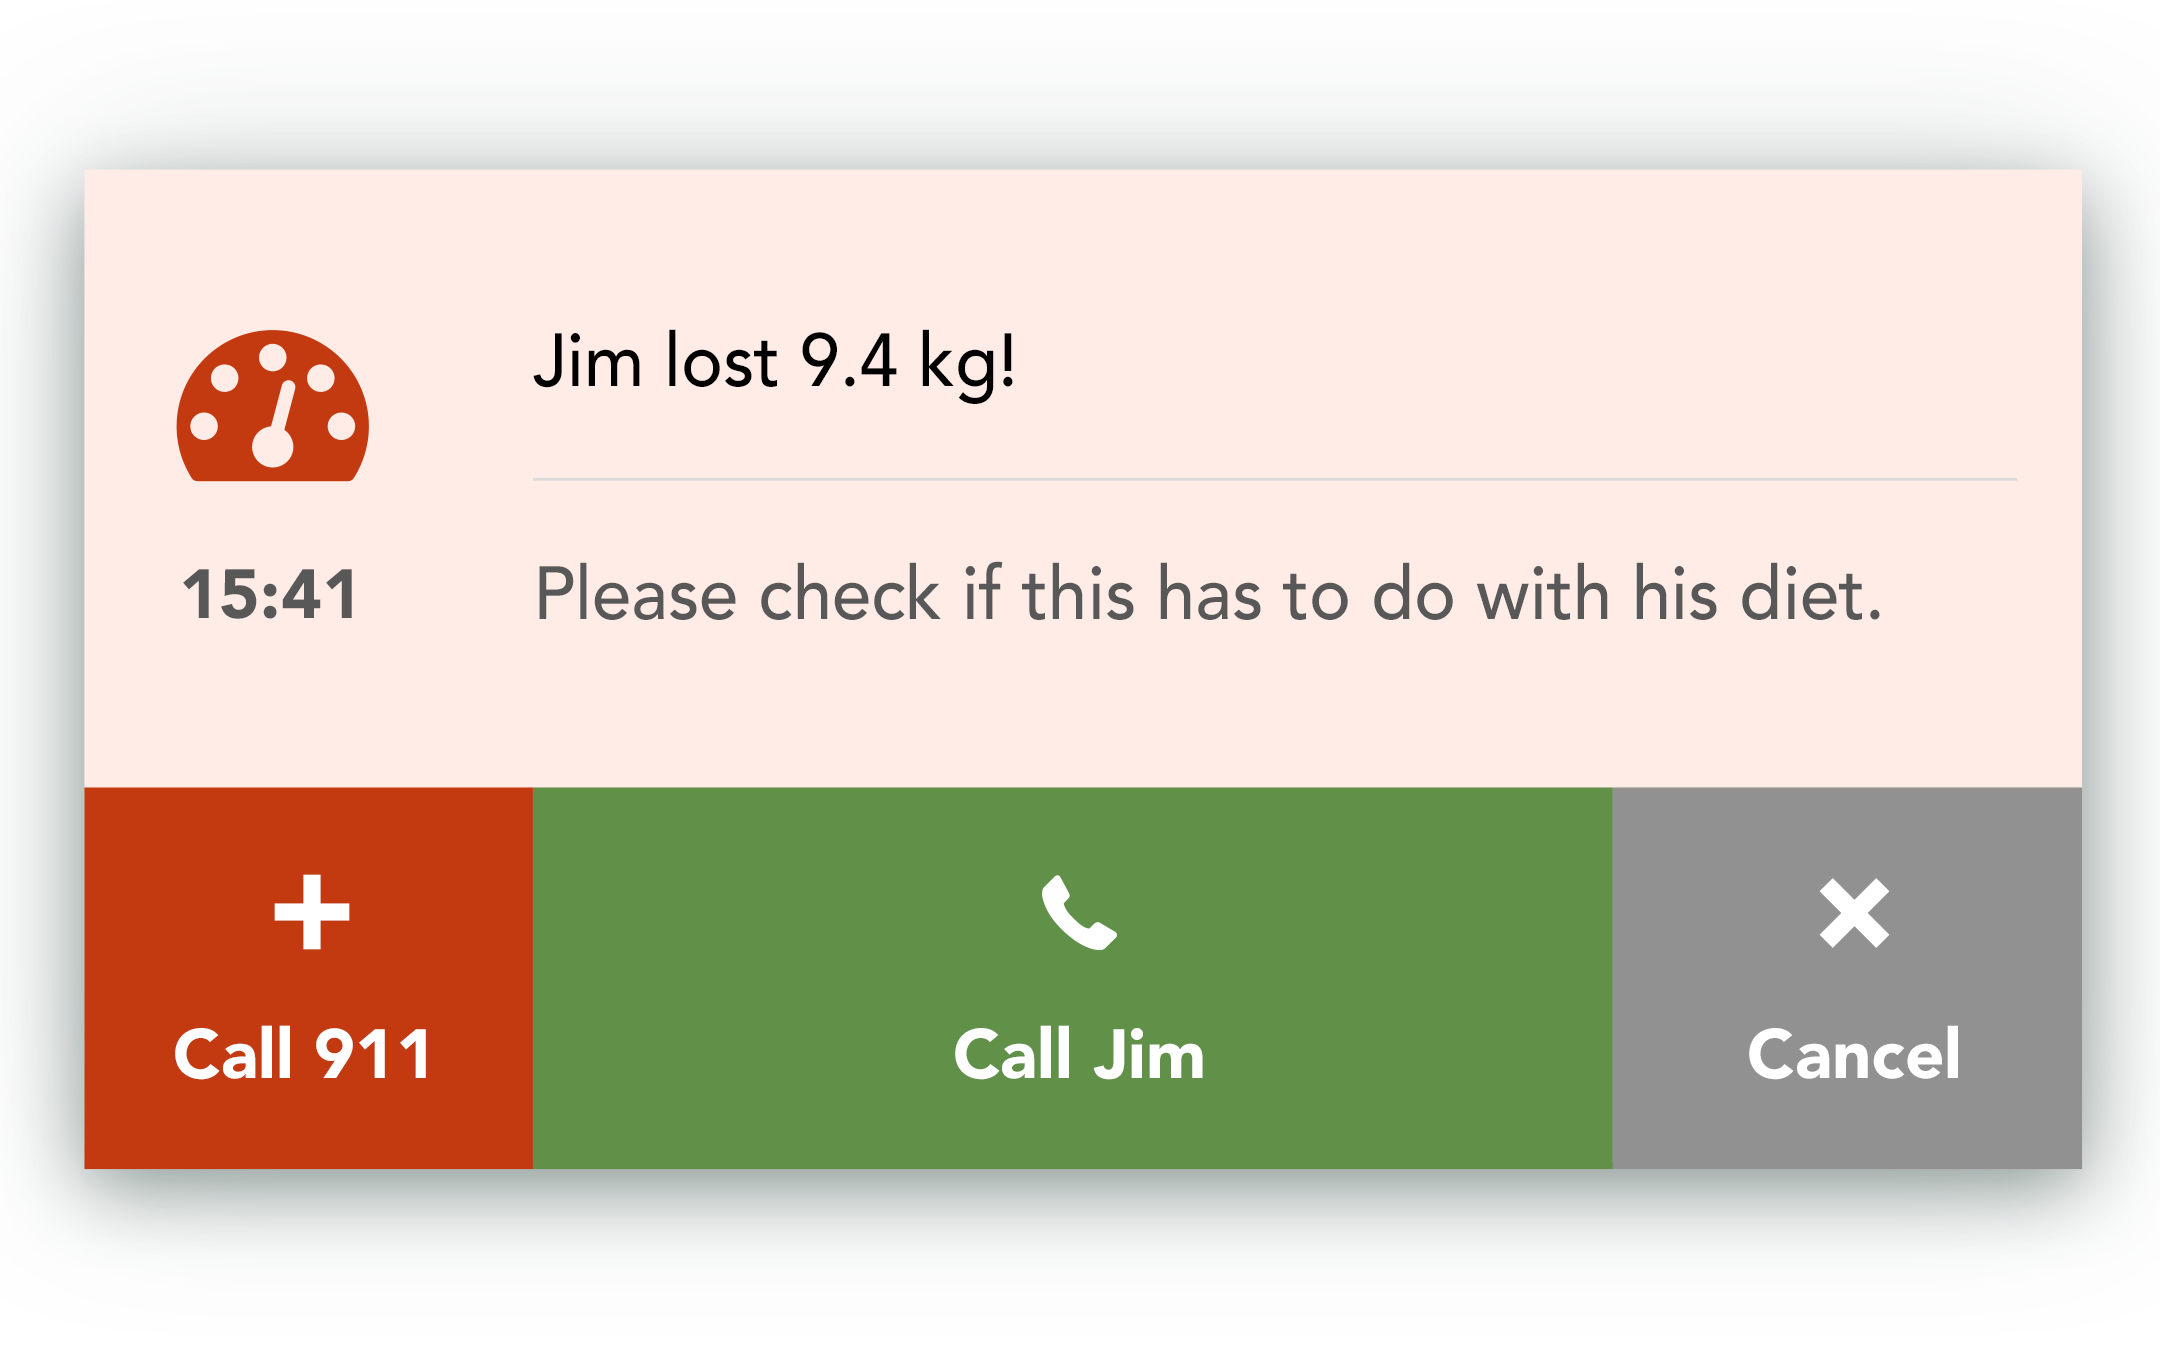 Jim lost 9.4 kg!
15:41
Please check if this has to do with his diet.
Call 911
Call Jim
Cancel